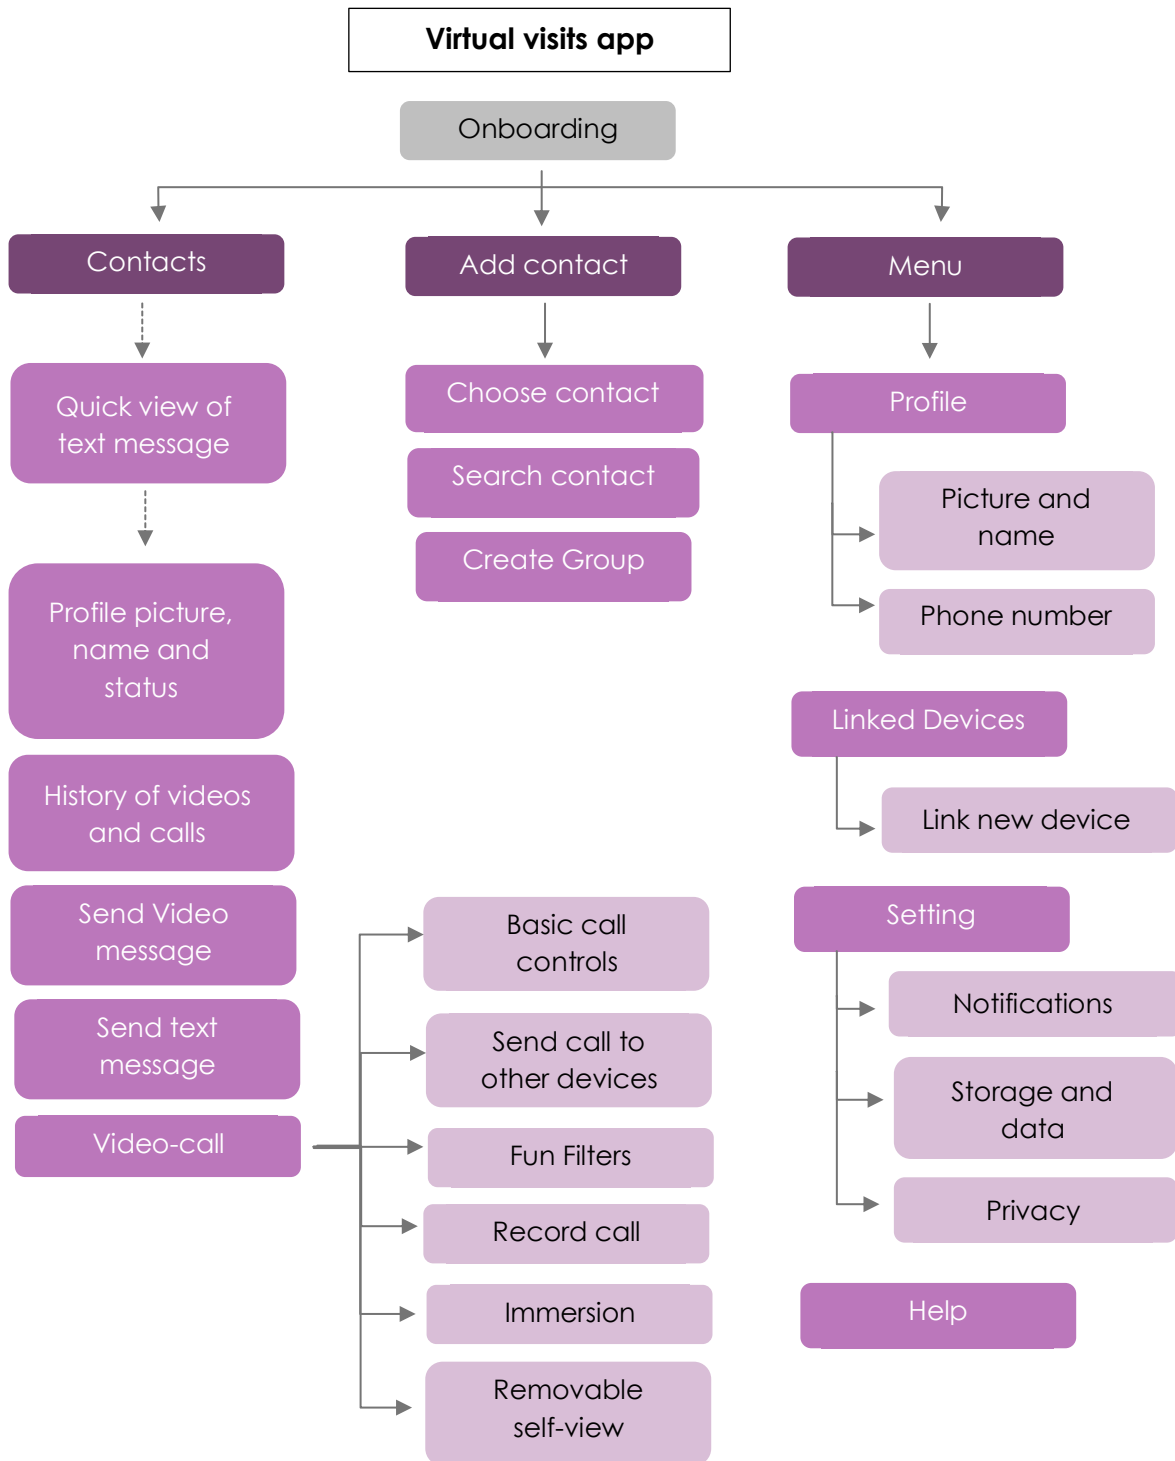 Virtual visits app
Onboarding
Contacts
Add contact
Menu
Quick view of
text message
Profile picture,
name and
status
History of videos
and calls
Send Video
message
Send text
message
Video-call
Basic call
controls
Send call to
other devices
Fun Filters
Record call
Immersion
Removable
self-view
Choose contact
Search contact
Create Group
Profile
Picture and
name
Phone number
Linked Devices
Link new device
Setting
Notifications
Storage and
data
Privacy
Help